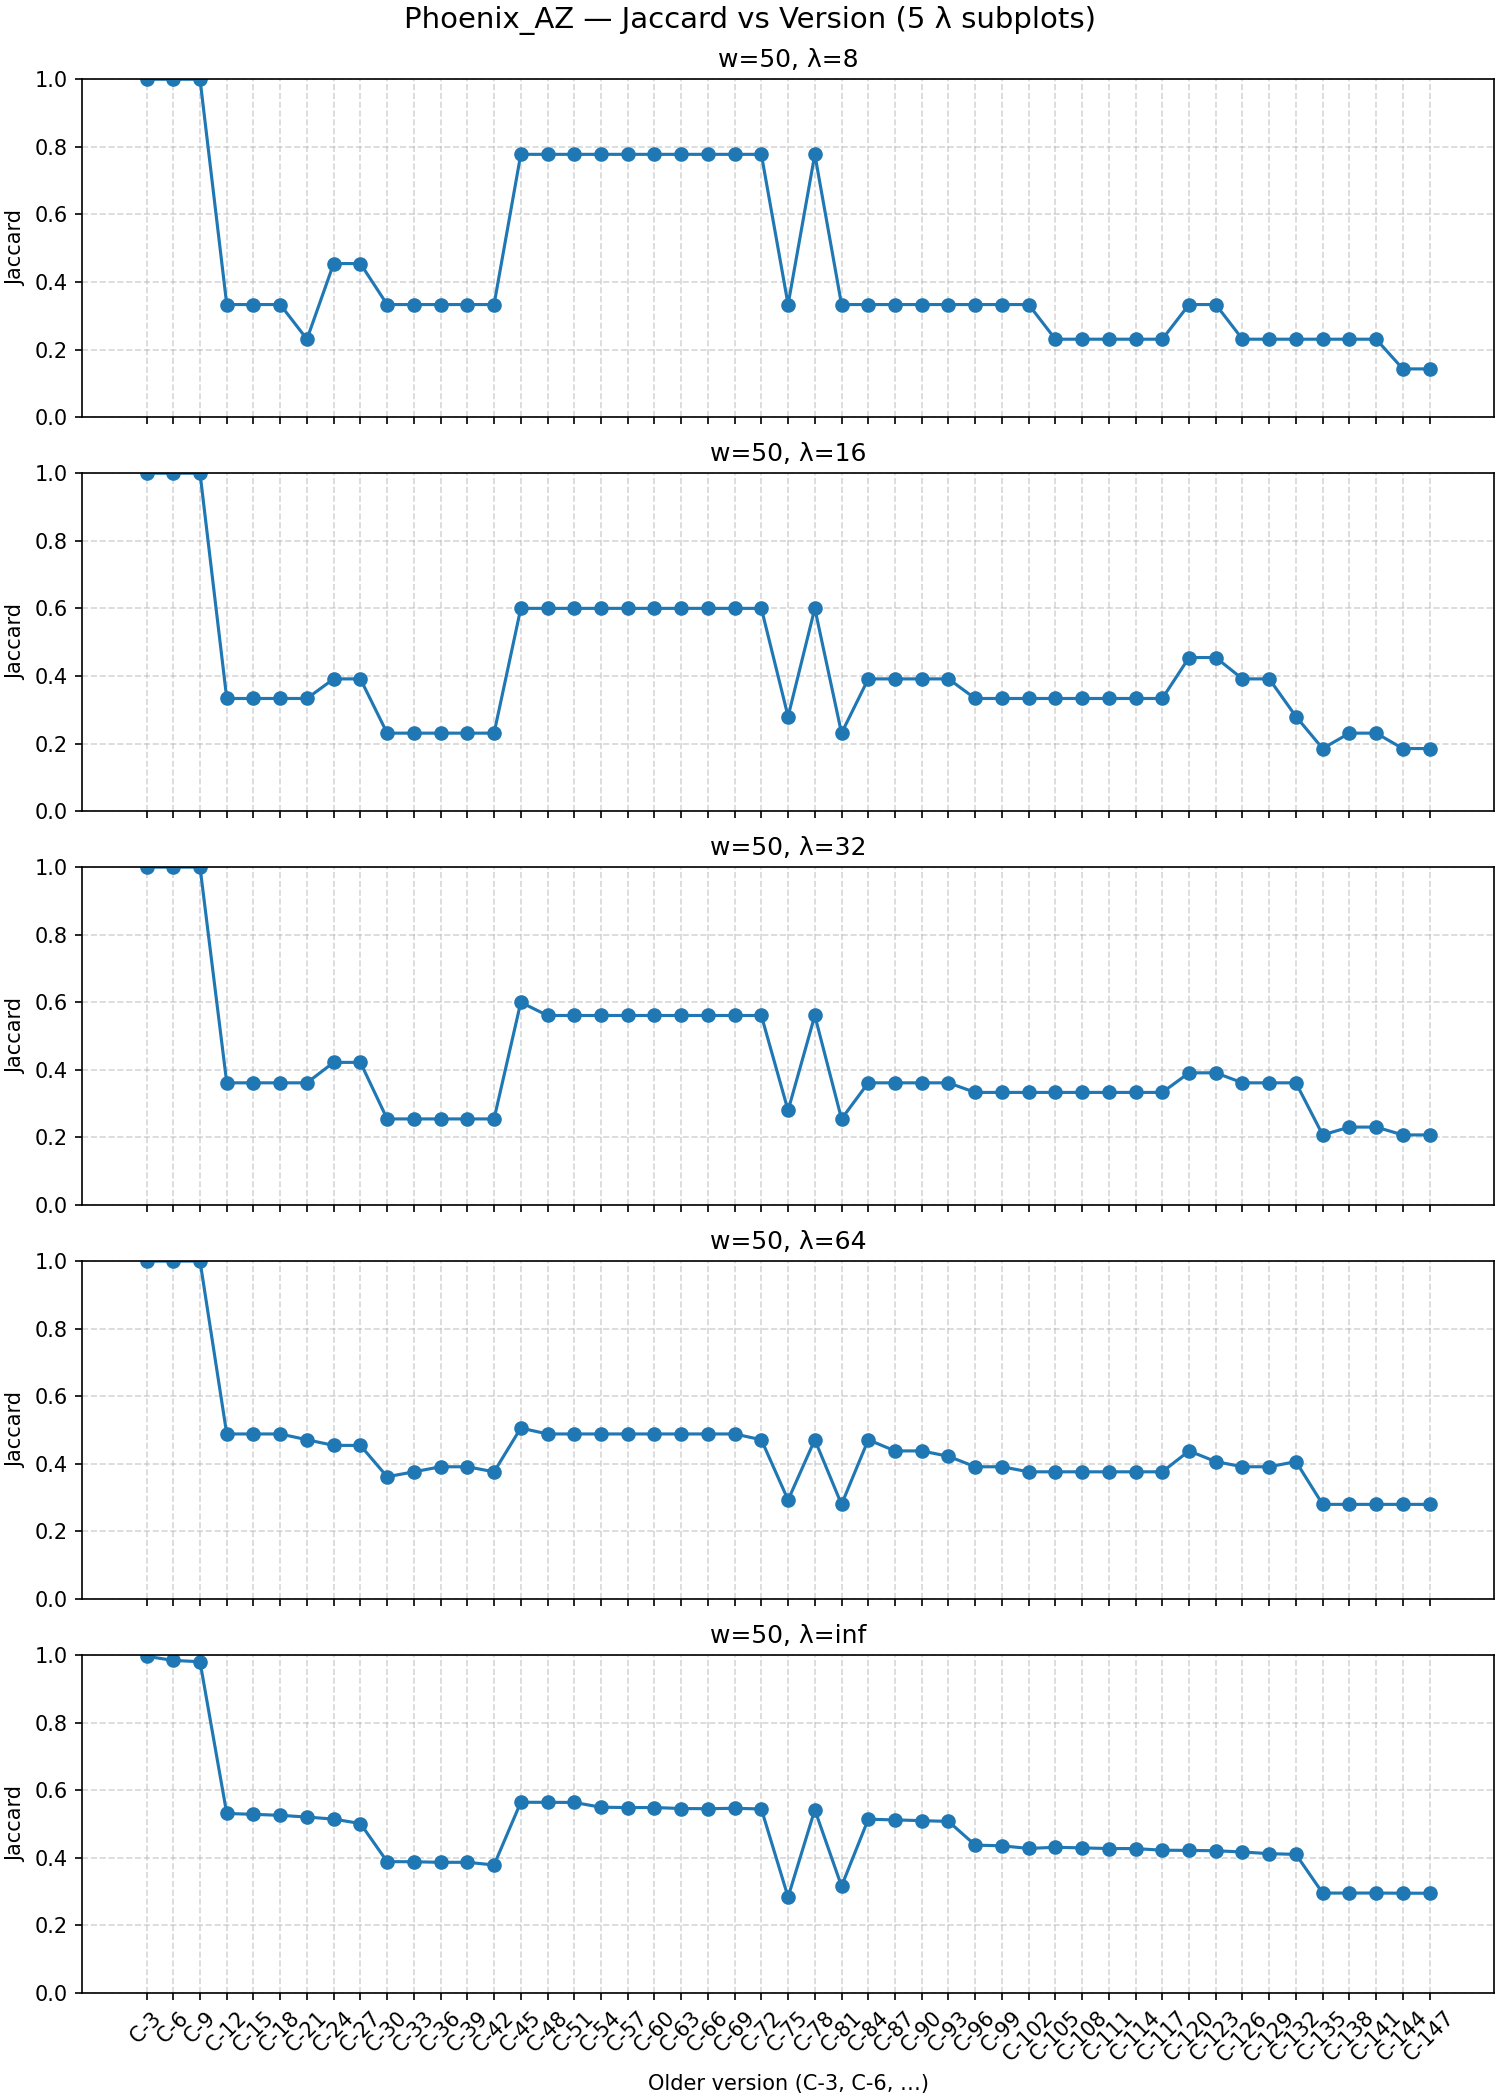 Phoenix_AZ — Jaccard vs Version (5 λ subplots)
w=50, λ=8
1.0
0.8
0.6
0.4
0.2
0.0
Jaccard
w=50, λ=16
1.0
0.8
0.6
0.4
0.2
0.0
Jaccard
w=50, λ=32
1.0
0.8
0.6
0.4
0.2
0.0
Jaccard
w=50, λ=64
1.0
0.8
0.6
0.4
0.2
0.0
Jaccard
w=50, λ=inf
1.0
0.8
0.6
0.4
0.2
0.0
Jaccard
C-3 C-6 C-9 C-12 C-15 C-18 C-21 C-24 C-27 C-30 C-33 C-36 C-39 C-42 C-45 C-48 C-51 C-54 C-57 C-60 C-63 C-66 C-69 C-72 C-75 C-78 C-81 C-84 C-87 C-90 C-93 C-96 C-99 C-102 C-105 C-108 C-111 C-114 C-117 C-120 C-123 C-126 C-129 C-132 C-135 C-138 C-141 C-144 C-147
Older version (C-3, C-6, ...)